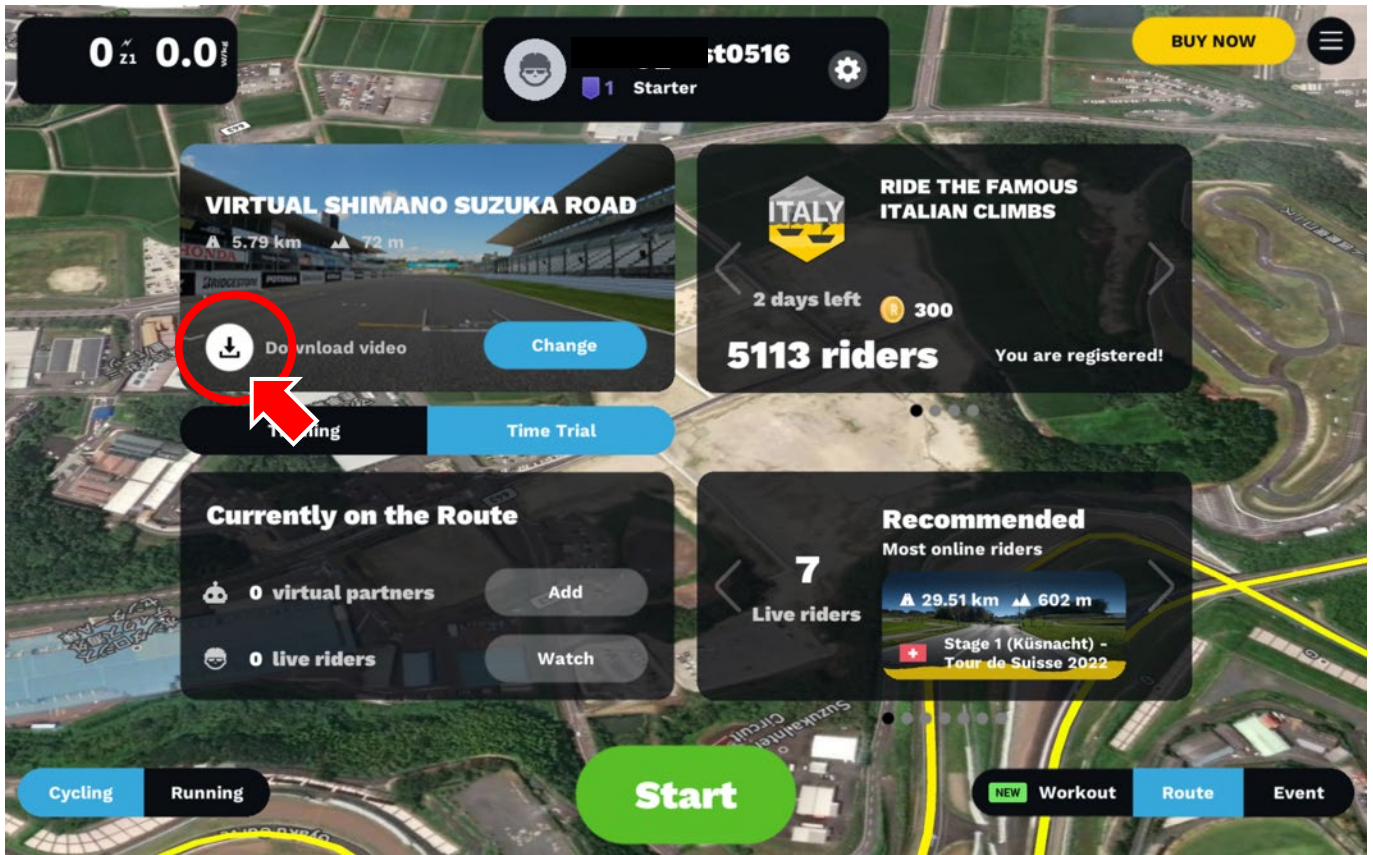 0 Z1 0.0 W/kg
st0516
1 Starter
BUY NOW
E23
VIRTUAL SHIMANO SUZUKA ROAD
5.79 km 72 m
HONDA
BRIDGESTONE POTENZA
Download video
Change
ITALY
RIDE THE FAMOUS
ITALIAN CLIMBS
2 days left
300
5113 riders
You are registered!
Training
Time Trial
Currently on the Route
0 virtual partners
Add
0 live riders
Watch
7
Live riders
Recommended
Most online riders
29.51 km 602 m
Stage 1 (Küsnacht) -
Tour de Suisse 2022
Cycling
Running
Start
NEW Workout
Route
Event